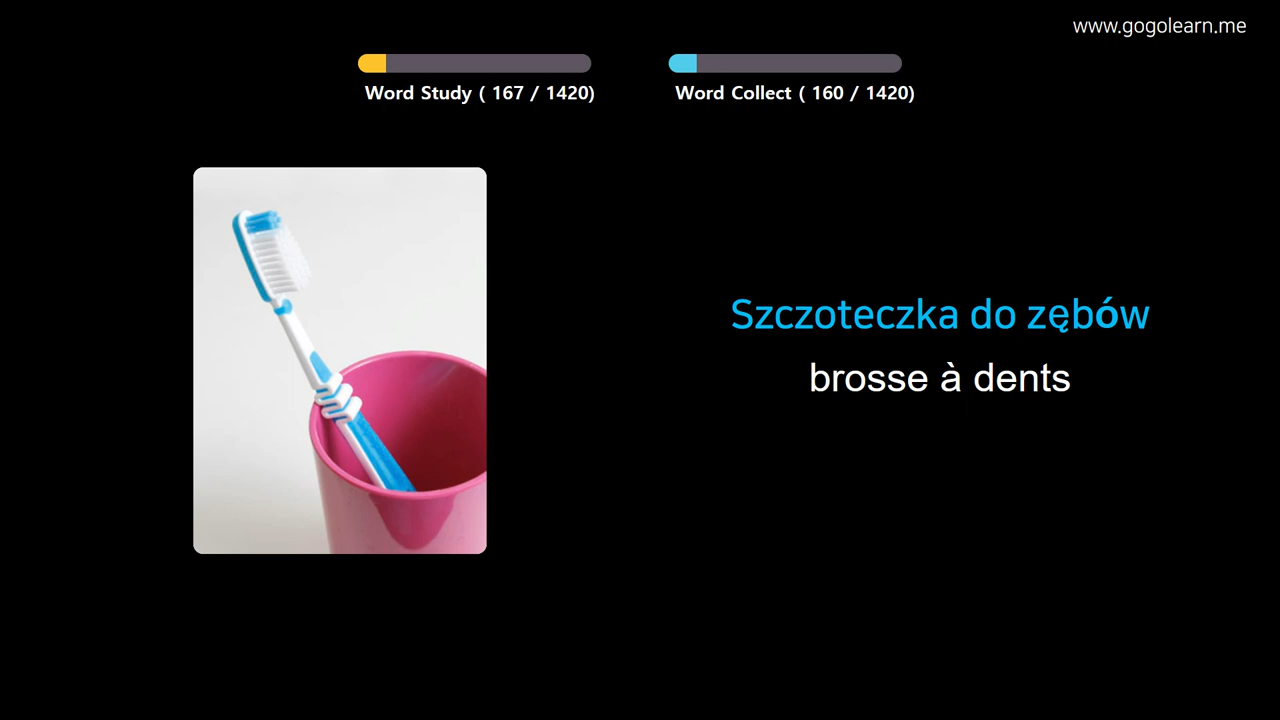 www.gogolearn.me
Word Study ( 167 / 1420)
Word Collect ( 160 / 1420)
Szczoteczka do zębów
brosse à dents